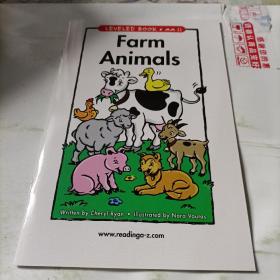 LEVELED BOOK • aa
Farm
Animals
Written by Cheryl Ryan • Illustrated by Nora Voutas
www.readinga-z.com